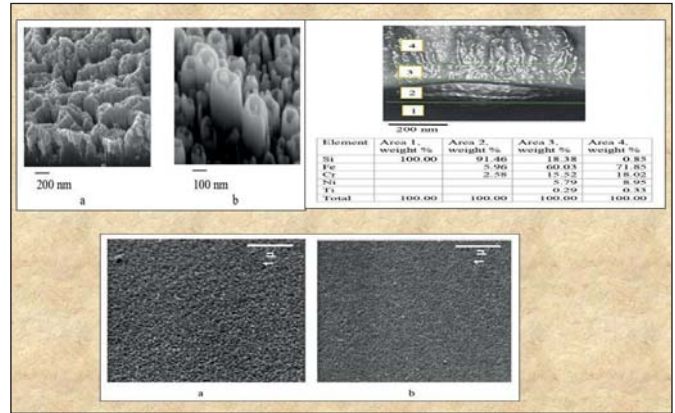 200 nm
a
100 nm
b
4
3
2
1
200 nm
Element Area 1, weight % Area 2, weight % Area 3, weight % Area 4, weight %
Si 100.00 91.46 18.38 0.85
Fe 5.96 60.03 71.85
Cr 2.58 15.52 18.02
Ni 5.79 8.95
Ti 0.29 0.33
Total 100.00 100.00 100.00 100.00
1 μ
1 μ
a
b